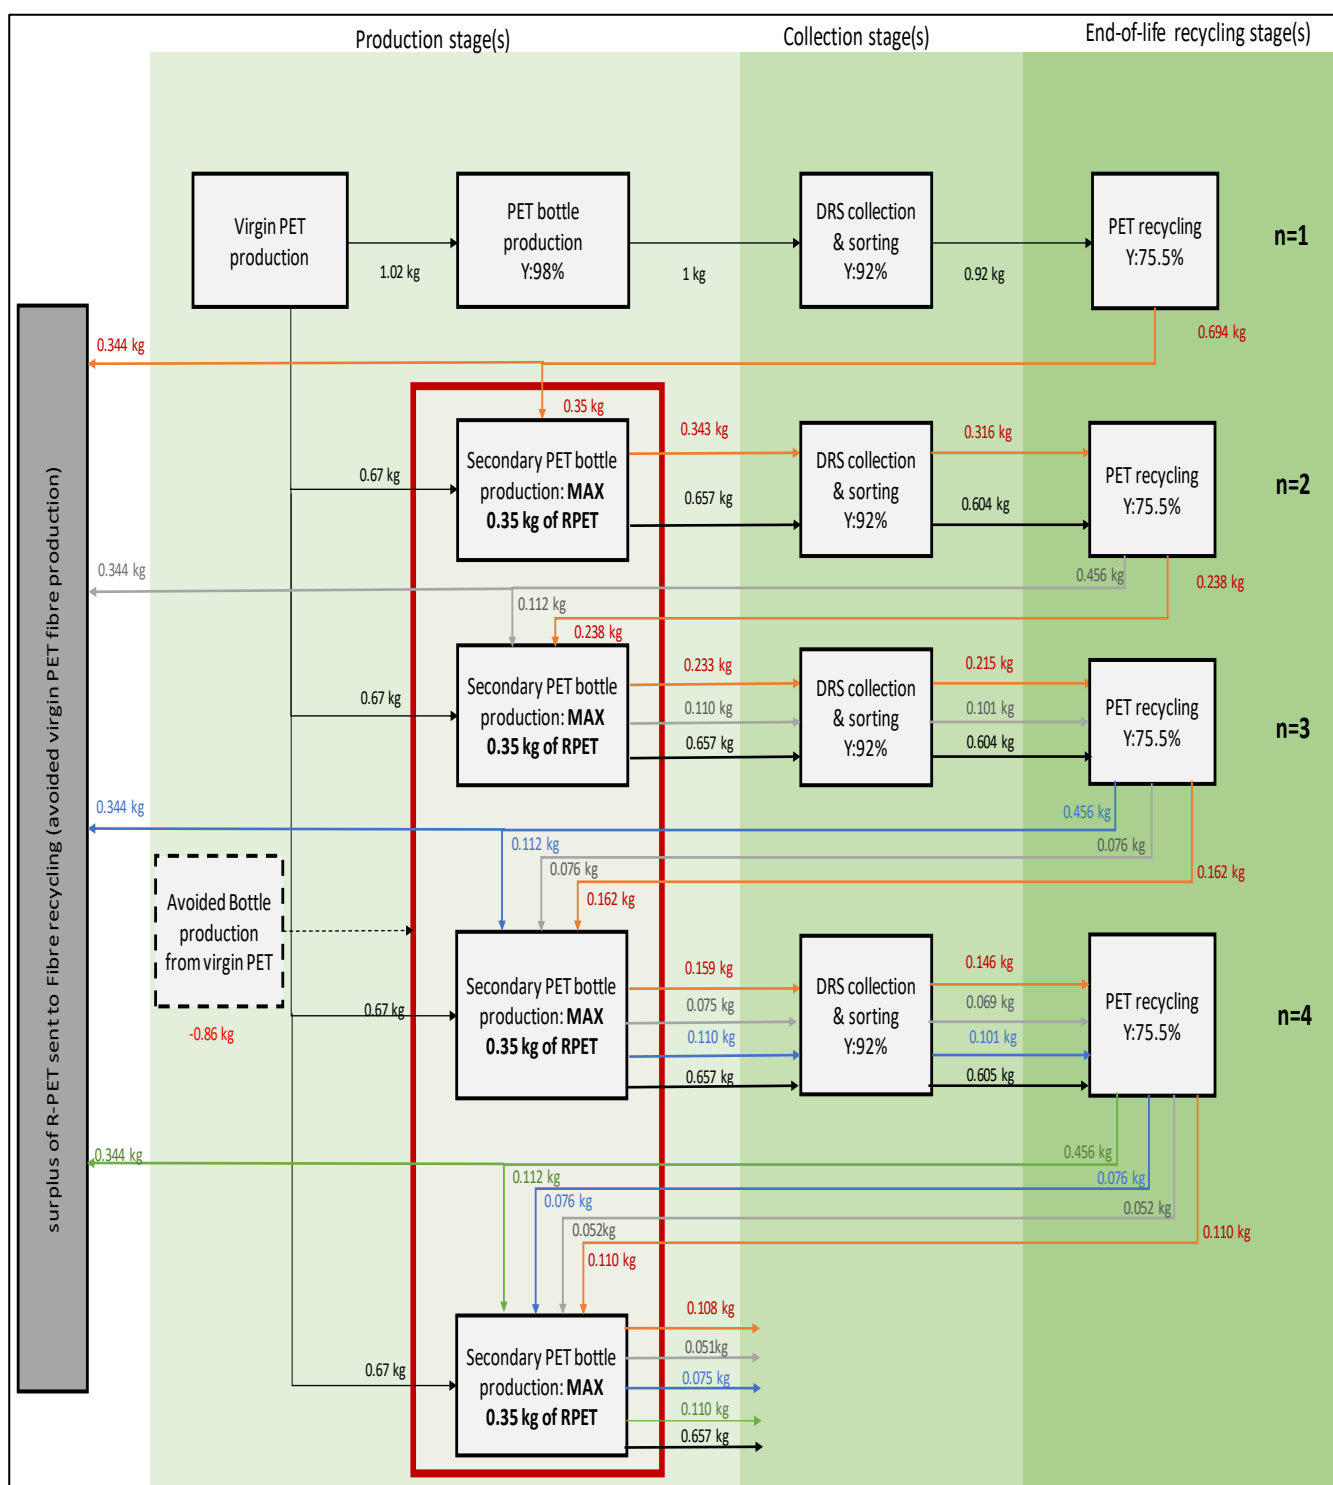 Production stage(s)
Collection stage(s)
End-of-life recycling stage(s)
Virgin PET
production
1.02 kg
PET bottle
production
Y:98%
1 kg
DRS collection
& sorting
Y:92%
0.92 kg
PET recycling
Y:75.5%
n=1
0.694 kg
0.344 kg
0.35 kg
surplus of R-PET sent to Fibre recycling (avoided virgin PET fibre production)
0.67 kg
Secondary PET bottle
production: MAX
0.35 kg of RPET
0.343 kg
0.657 kg
DRS collection
& sorting
Y:92%
0.316 kg
0.604 kg
PET recycling
Y:75.5%
n=2
0.344 kg
0.456 kg
0.238 kg
0.112 kg
0.238 kg
0.67 kg
Secondary PET bottle
production: MAX
0.35 kg of RPET
0.233 kg
0.110 kg
0.657 kg
DRS collection
& sorting
Y:92%
0.215 kg
0.101 kg
0.604 kg
PET recycling
Y:75.5%
n=3
0.344 kg
0.456 kg
0.112 kg
0.076 kg
0.076 kg
0.162 kg
0.162 kg
Avoided Bottle
production
from virgin PET
-0.86 kg
0.67 kg
Secondary PET bottle
production: MAX
0.35 kg of RPET
0.159 kg
0.075 kg
0.110 kg
0.657 kg
DRS collection
& sorting
Y:92%
0.146 kg
0.069 kg
0.101 kg
0.605 kg
PET recycling
Y:75.5%
n=4
0.344 kg
0.456 kg
0.112 kg
0.076 kg
0.076 kg
0.052 kg
0.052kg
0.110 kg
0.110 kg
0.67 kg
Secondary PET bottle
production: MAX
0.35 kg of RPET
0.108 kg
0.051kg
0.075 kg
0.110 kg
0.657 kg